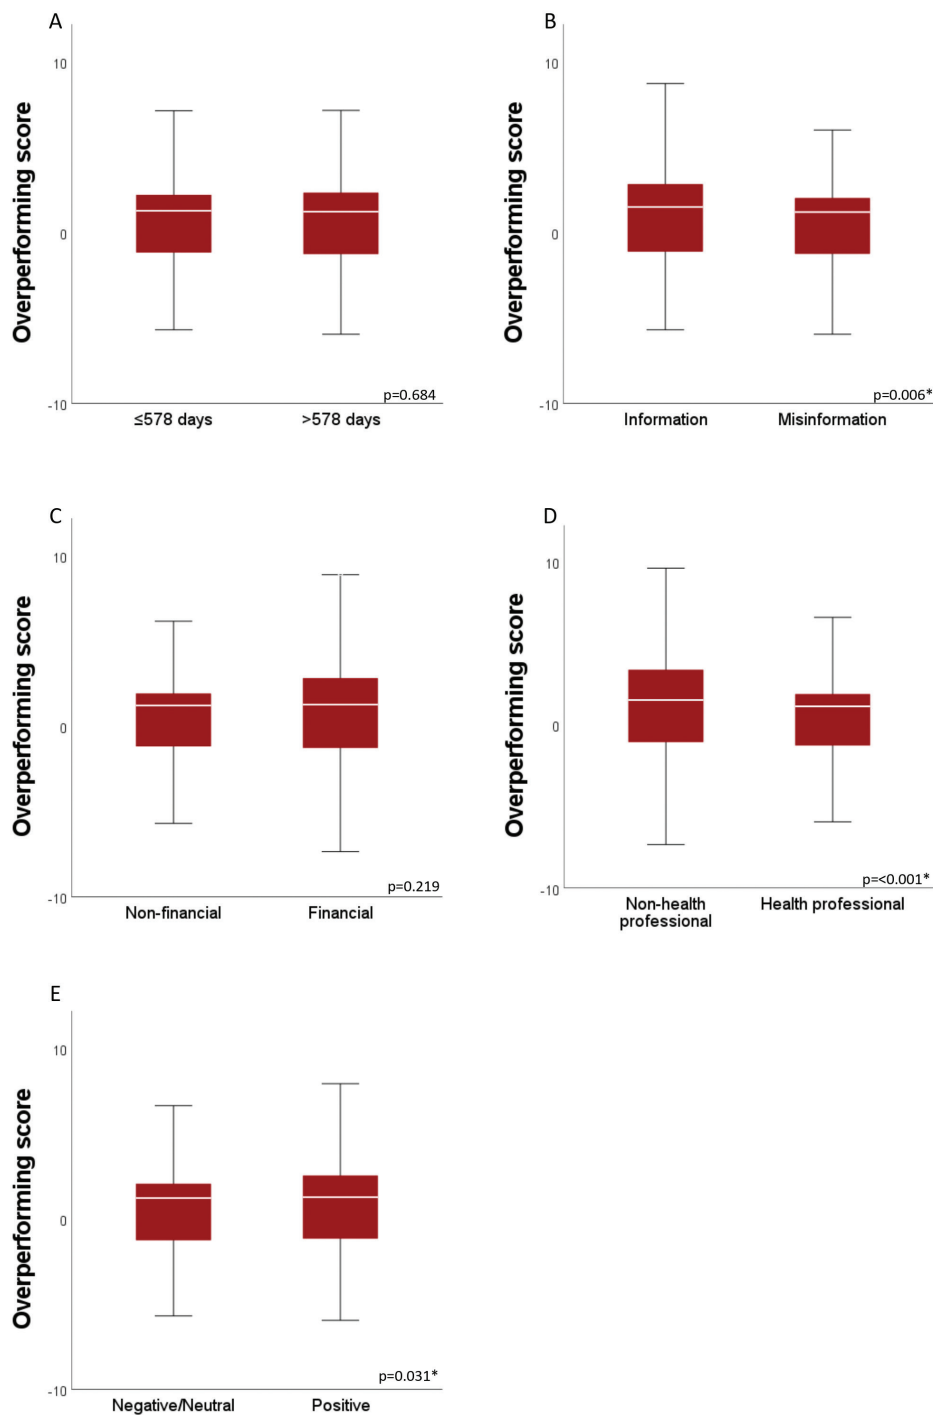 A
Overperforming score
10
0
-10
p=0.684
≤578 days
>578 days
B
Overperforming score
10
0
-10
p=0.006*
Information
Misinformation
C
Overperforming score
10
0
-10
p=0.219
Non-financial
Financial
D
Overperforming score
10
0
-10
p=<0.001*
Non-health
professional
Health professional
E
Overperforming score
10
0
-10
p=0.031*
Negative/Neutral
Positive